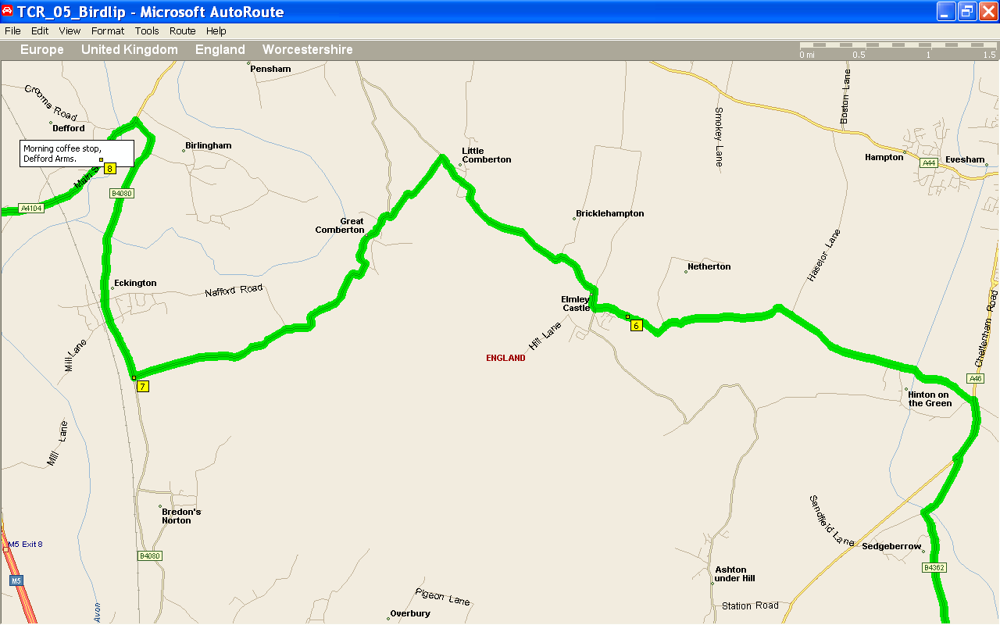 TCR_05_Birdlip - Microsoft AutoRoute
File Edit View Format Tools Route Help
Europe United Kingdom England Worcestershire
0 mi 0.5 1 1.5
Pensham
Croome Road
Defford
Boston Lane
Smokey Lane
Morning coffee stop,
Defford Arms.
8
Birlingham
Little
Comberton
Hampton
A44
Evesham
B4080
A4104
Great
Comberton
Bricklehampton
Haselor Lane
Netherton
Eckington
Nafford Road
Elmley
Castle
6
Cheltenham Road
Mill Lane
Hill Lane
ENGLAND
7
A46
Hinton on
the Green
Mill Lane
Bredon's
Norton
Sandfield Lane
M5 Exit 8
Sedgeberrow
B4080
B4362
M5
Ashton
under Hill
Avon
Pigeon Lane
Overbury
Station Road